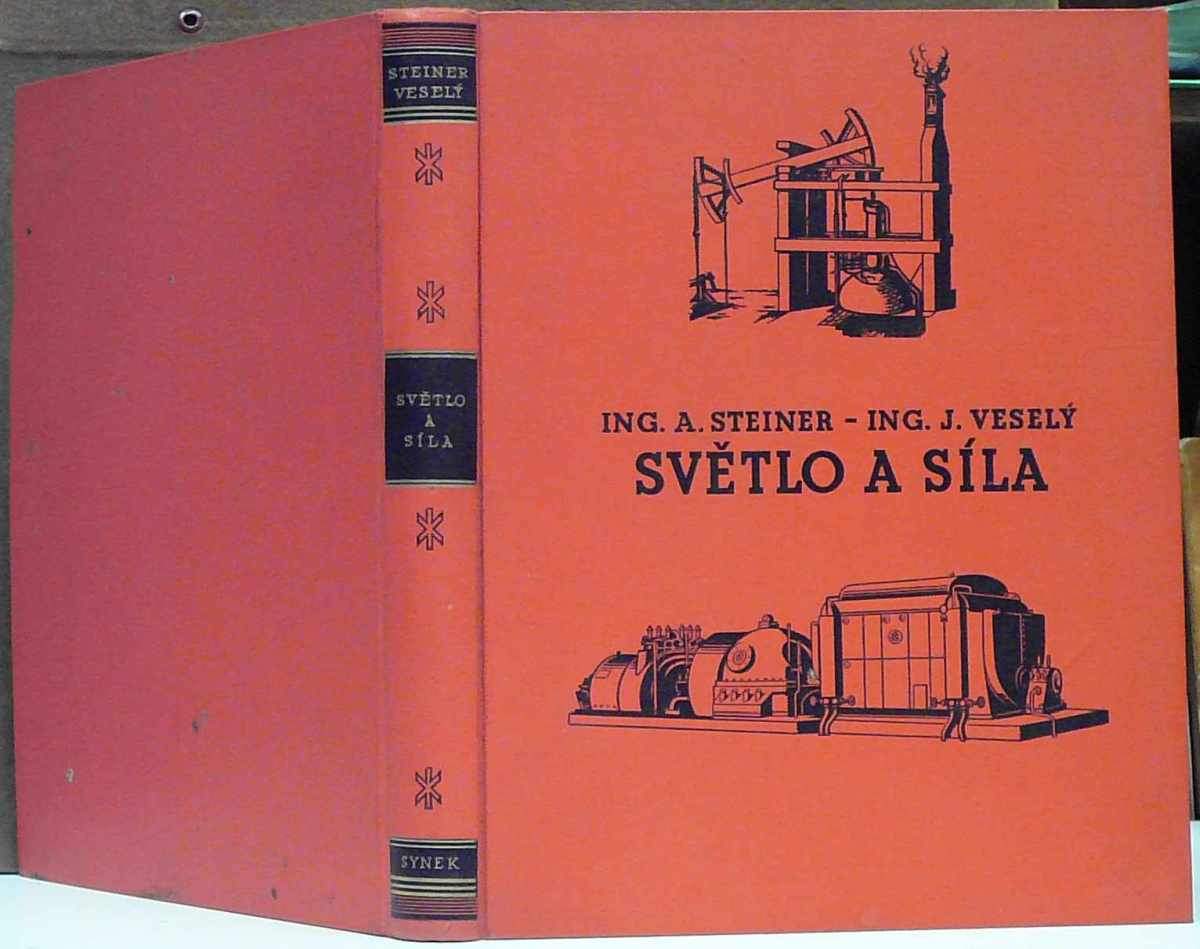 STEINER
VESELÝ
SVĚTLO
A
SÍLA
SYNEK
ING. A. STEINER – ING. J. VESELÝ
SVĚTLO A SÍLA